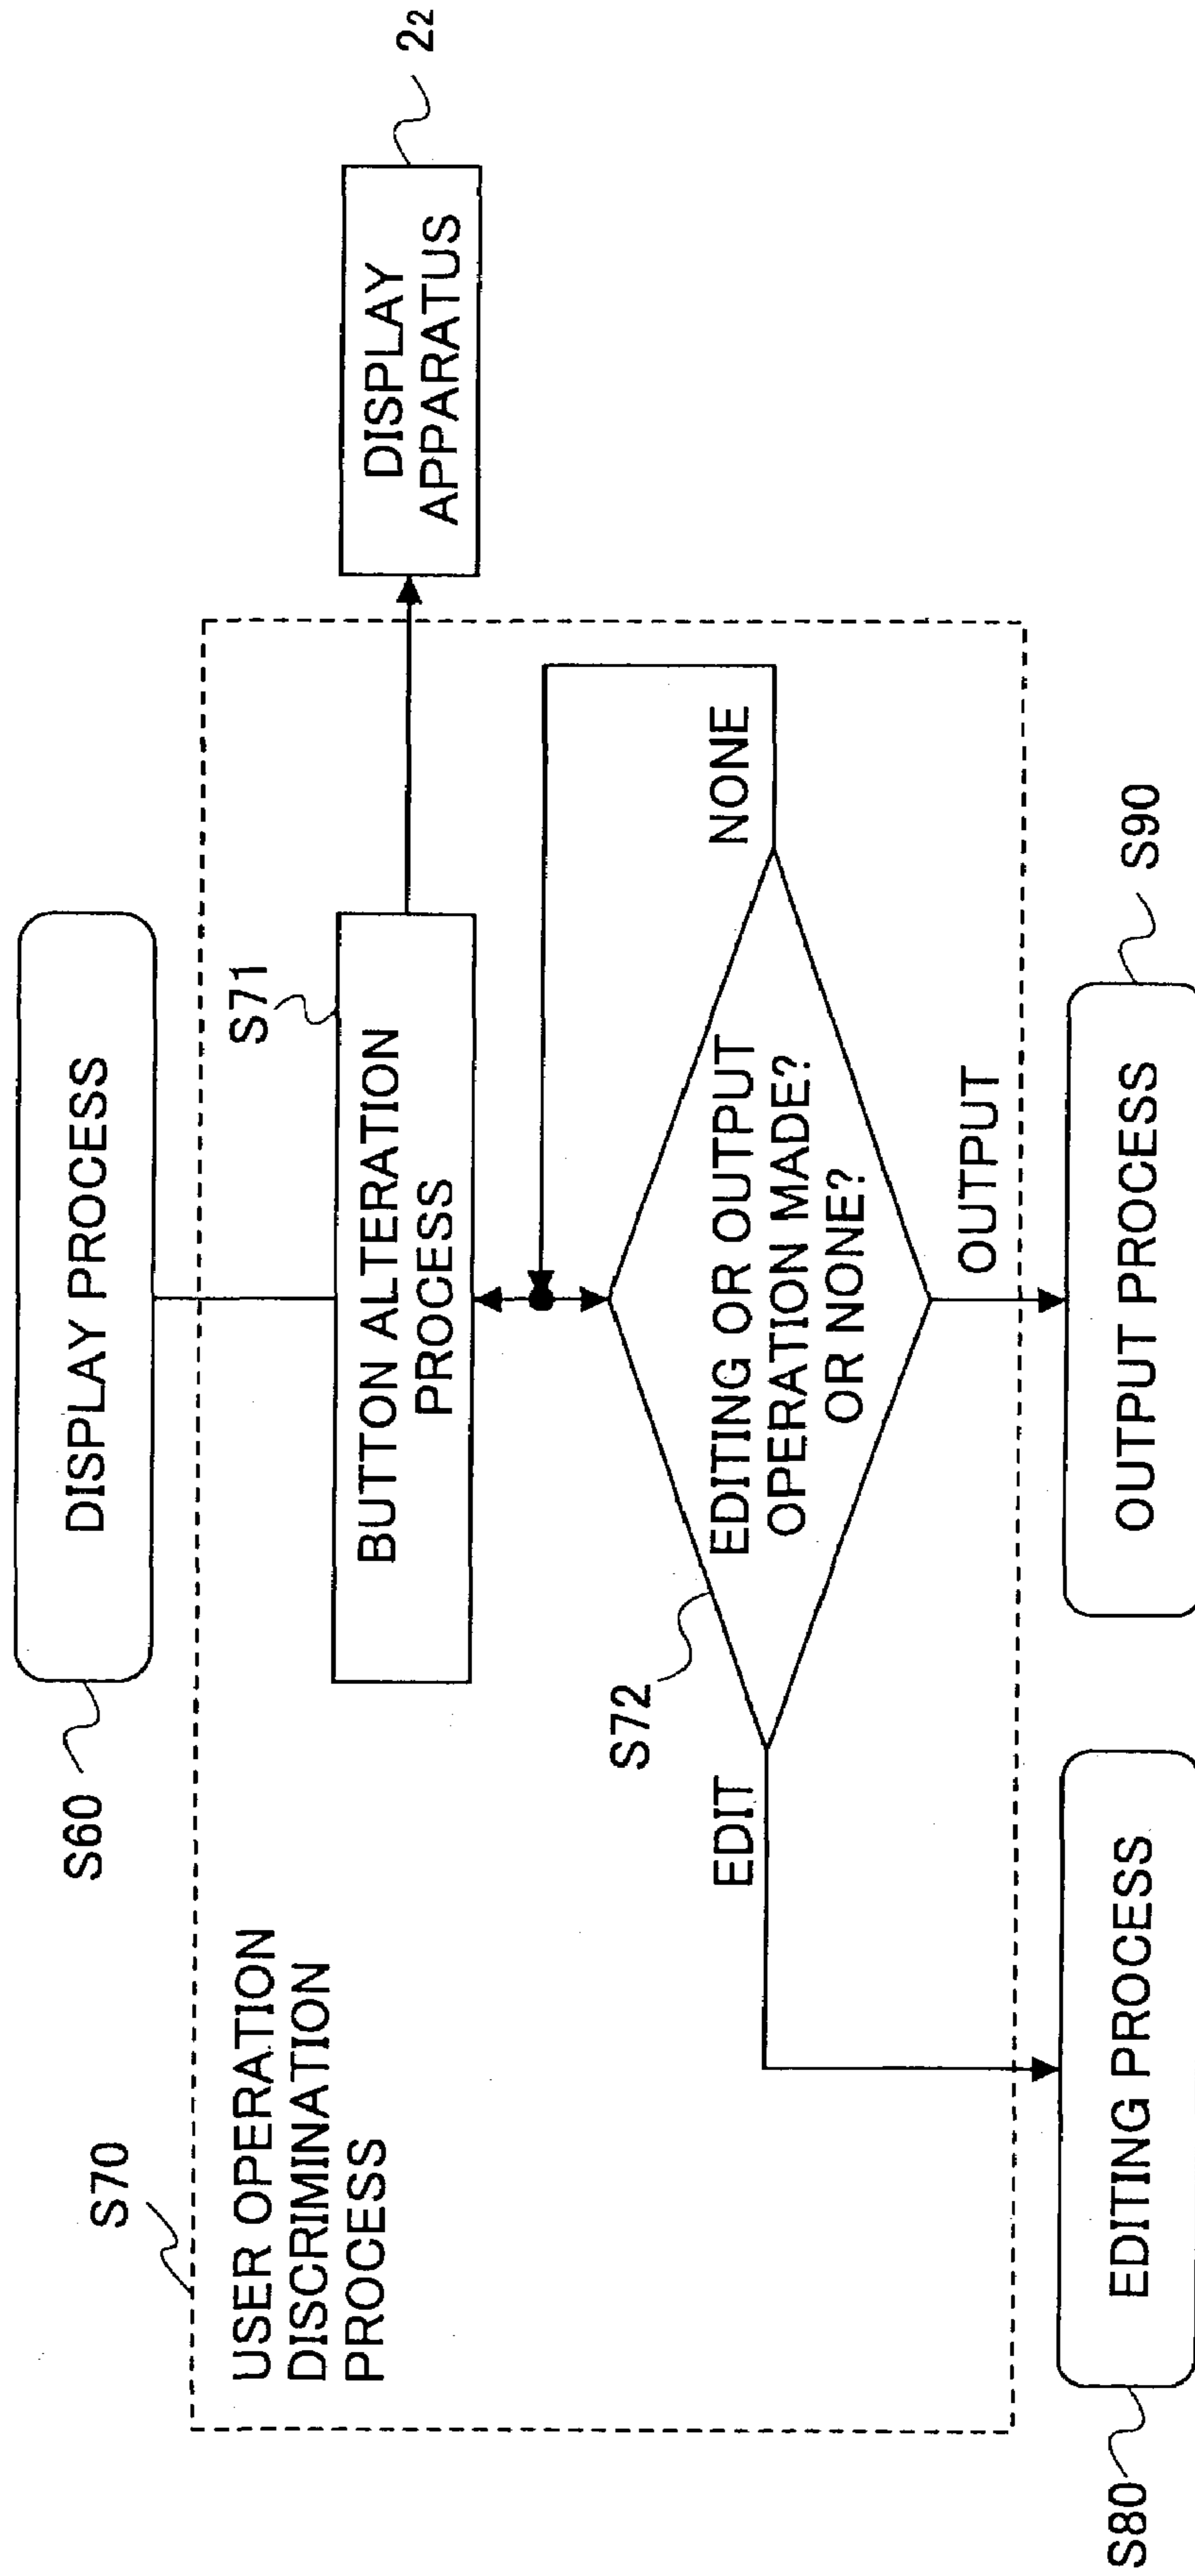 S60
DISPLAY PROCESS
S70
USER OPERATION
DISCRIMINATION
PROCESS
S71
BUTTON ALTERATION
PROCESS
DISPLAY
APPARATUS
22
S72
EDITING OR OUTPUT
OPERATION MADE?
OR NONE?
NONE
EDIT
OUTPUT
S80
EDITING PROCESS
OUTPUT PROCESS
S90